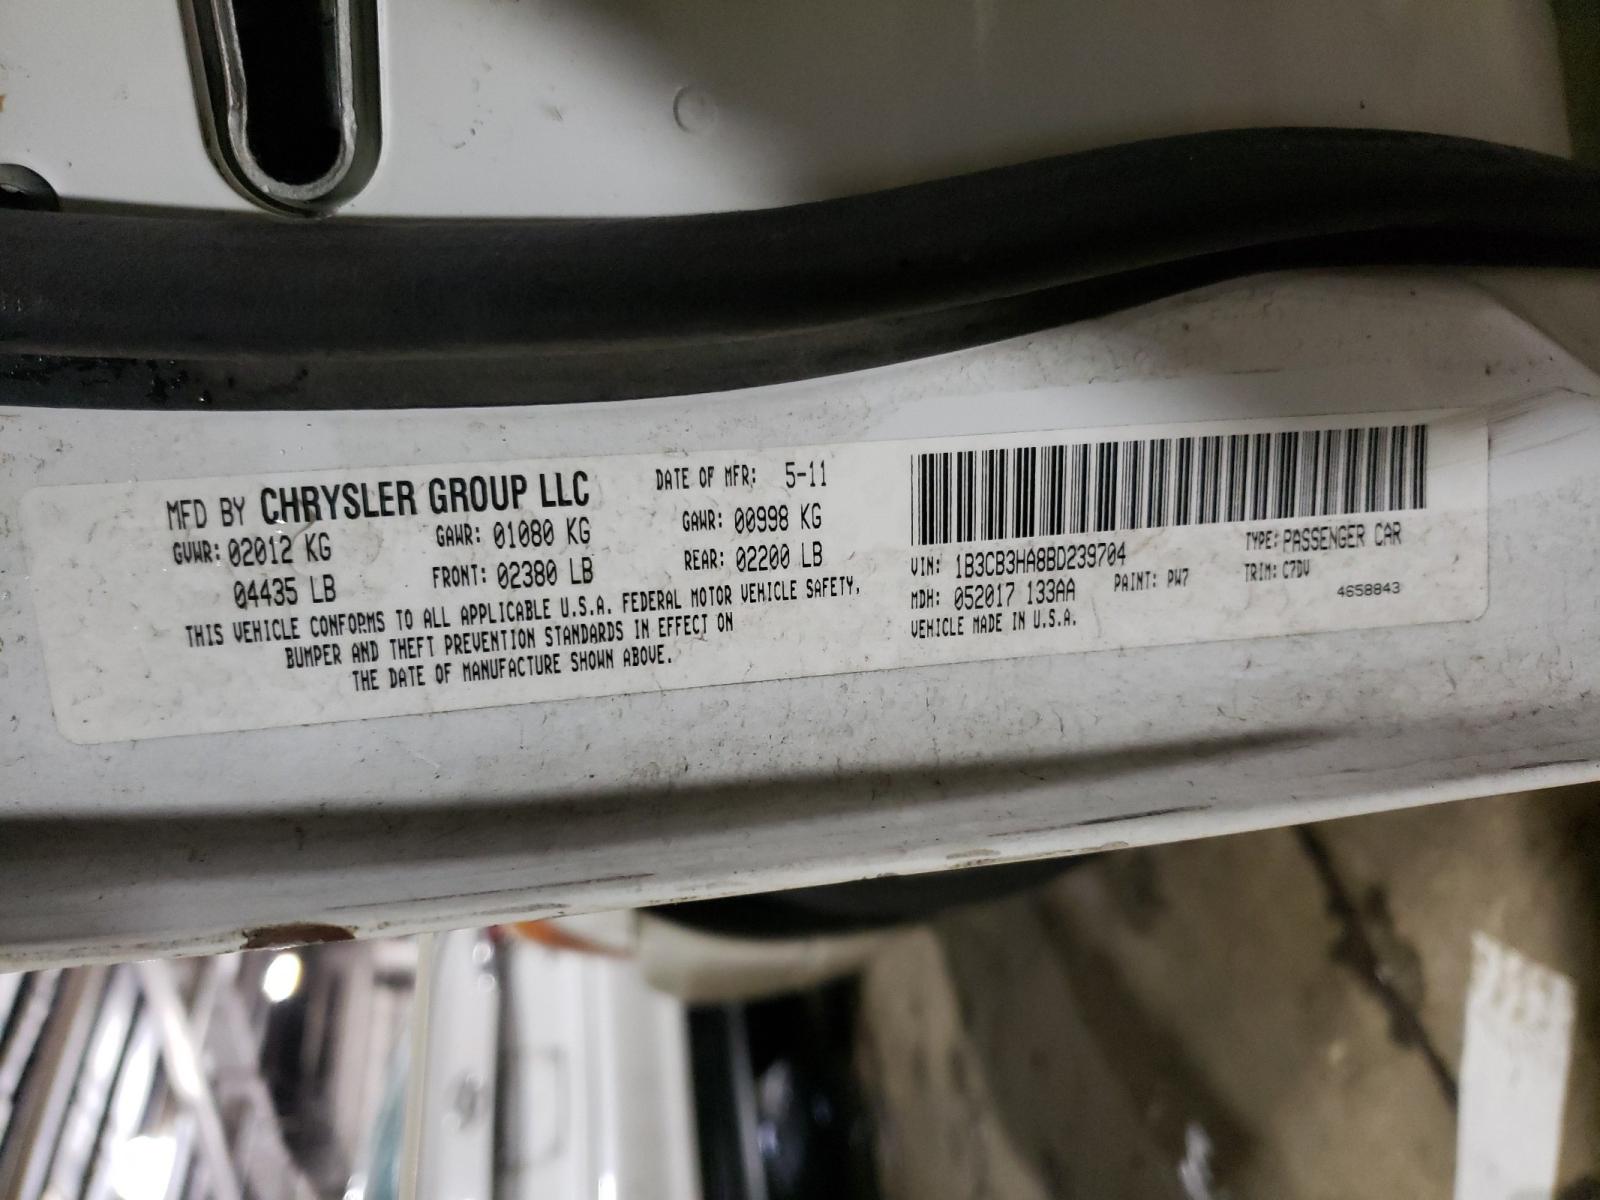 MFD BY CHRYSLER GROUP LLC
DATE OF MFR: 5-11
GVWR: 02012 KG
04435 LB
GAWR: 01080 KG
FRONT: 02380 LB
GAWR: 00998 KG
REAR: 02200 LB
THIS VEHICLE CONFORMS TO ALL APPLICABLE U.S.A. FEDERAL MOTOR VEHICLE SAFETY,
BUMPER AND THEFT PREVENTION STANDARDS IN EFFECT ON
THE DATE OF MANUFACTURE SHOWN ABOVE.
VIN: 1B3CB3HA8BD239704
TYPE: PASSENGER CAR
MDH: 052017 133AA
PAINT: PW7
TRIM: C7DV
VEHICLE MADE IN U.S.A.
4658843